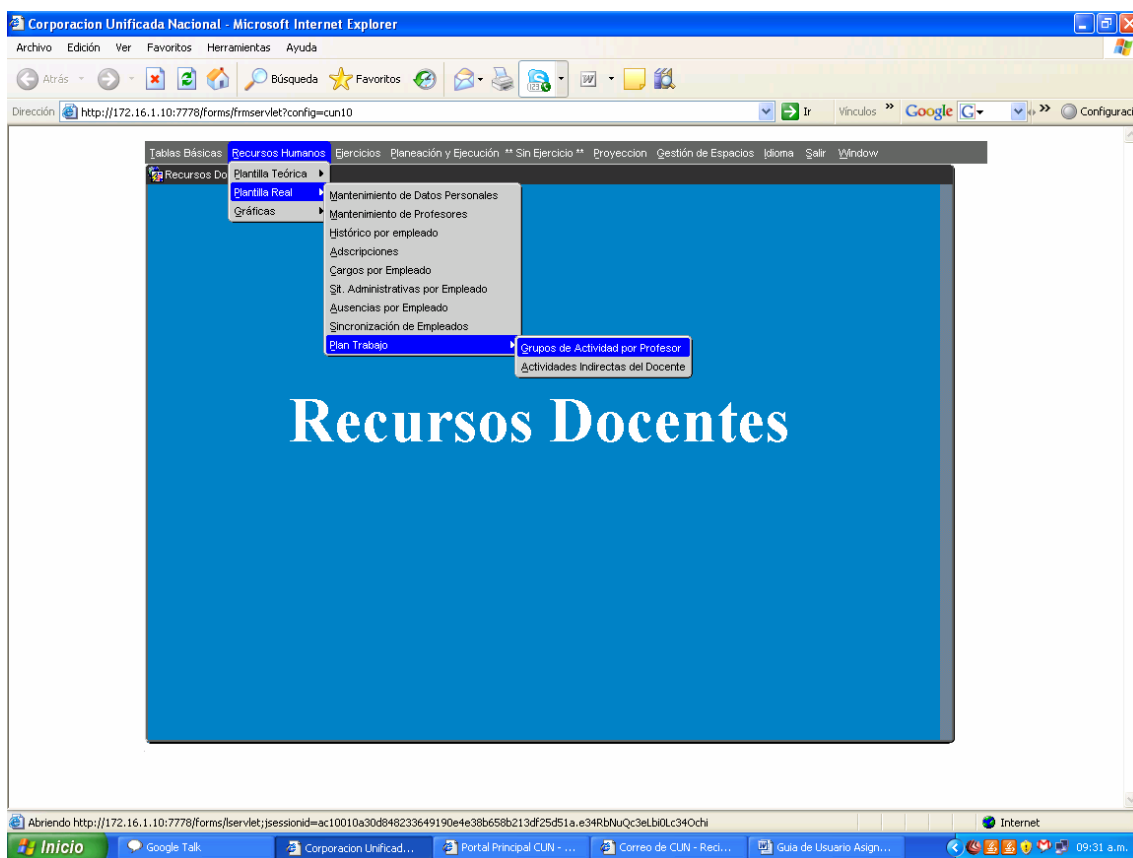 Corporacion Unificada Nacional - Microsoft Internet Explorer
Archivo Edición Ver Favoritos Herramientas Ayuda
Atrás Búsqueda Favoritos
Dirección http://172.16.1.10:7778/forms/frmservlet?config=cun10 Ir Vínculos » Google G » Configuraci
Tablas Básicas Recursos Humanos Ejercicios Planeación y Ejecución ** Sin Ejercicio ** Proyeccion Gestión de Espacios Idioma Salir Window
Recursos Do Plantilla Teórica
Plantilla Real
Gráficas
Mantenimiento de Datos Personales
Mantenimiento de Profesores
Histórico por empleado
Adscripciones
Cargos por Empleado
Sit. Administrativas por Empleado
Ausencias por Empleado
Sincronización de Empleados
Plan Trabajo
Grupos de Actividad por Profesor
Actividades Indirectas del Docente
Recursos Docentes
Abriendo http://172.16.1.10:7778/forms/lservlet;jsessionid=ac10010a30d848233649190e4e38b658b213df25d51a.e34RbNuQc3eLbi0Lc34Ochi Internet
Inicio Google Talk Corporacion Unificad... Portal Principal CUN - ... Correo de CUN - Reci... Guia de Usuario Asign... 09:31 a.m.